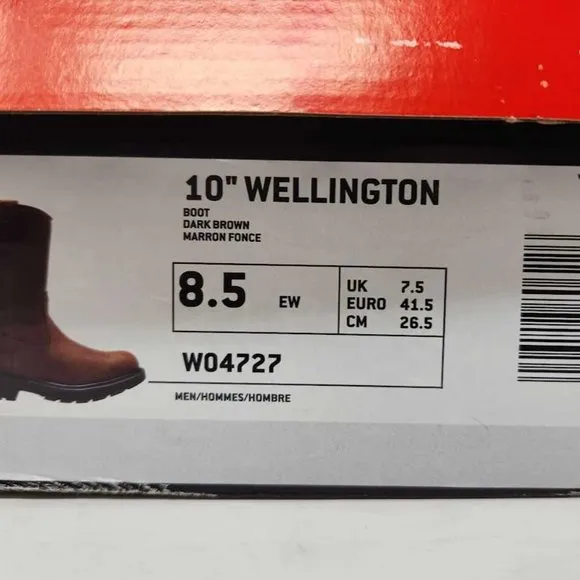 10" WELLINGTON
BOOT
DARK BROWN
MARRON FONCE
8.5 EW
UK 7.5
EURO 41.5
CM 26.5
W04727
MEN/HOMMES/HOMBRE